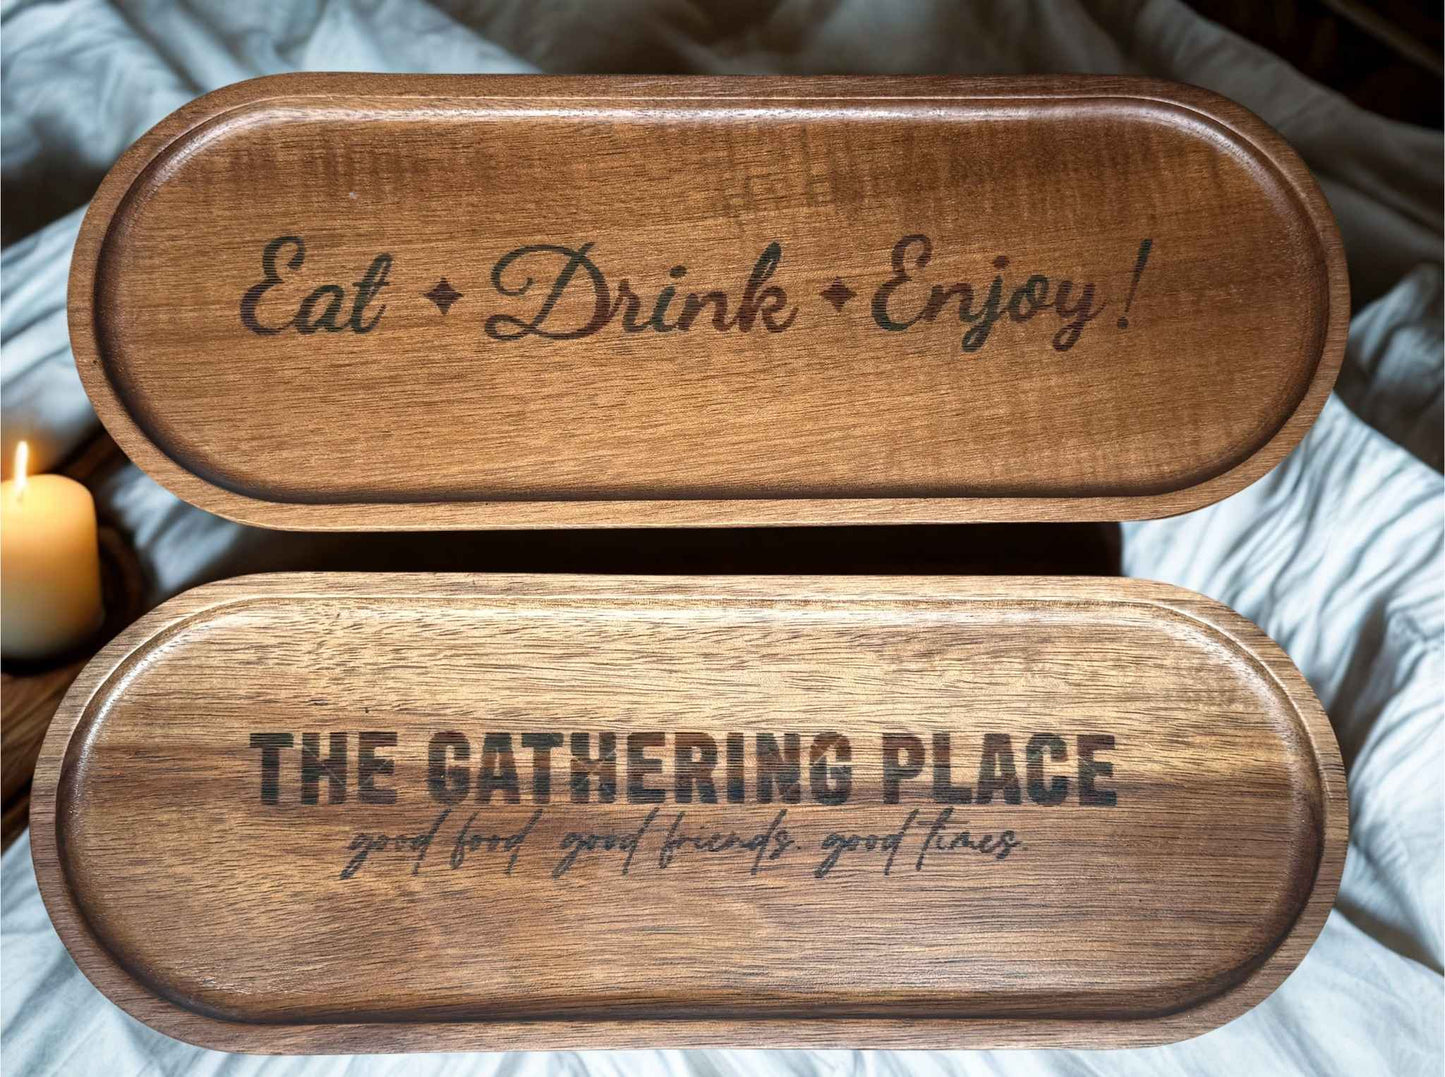 Eat ✦ Drink ✦ Enjoy!
THE GATHERING PLACE
good food, good friends. good times.